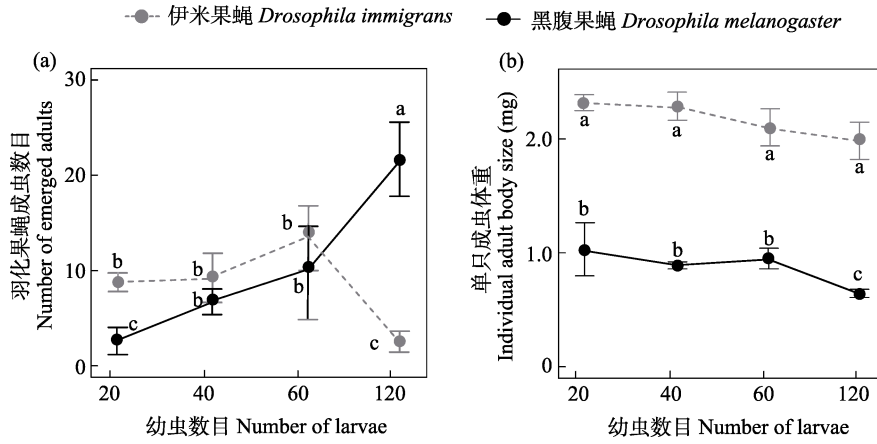 伊米果蝇 Drosophila immigrans
黑腹果蝇 Drosophila melanogaster
(a)
羽化果蝇成虫数目
Number of emerged adults
30
20
10
0
b
b
b
c
c
b
b
a
20 40 60 120
幼虫数目 Number of larvae
(b)
单只成虫体重
Individual adult body size (mg)
2.0
1.0
0
a
a
a
a
b
b
b
c
20 40 60 120
幼虫数目 Number of larvae